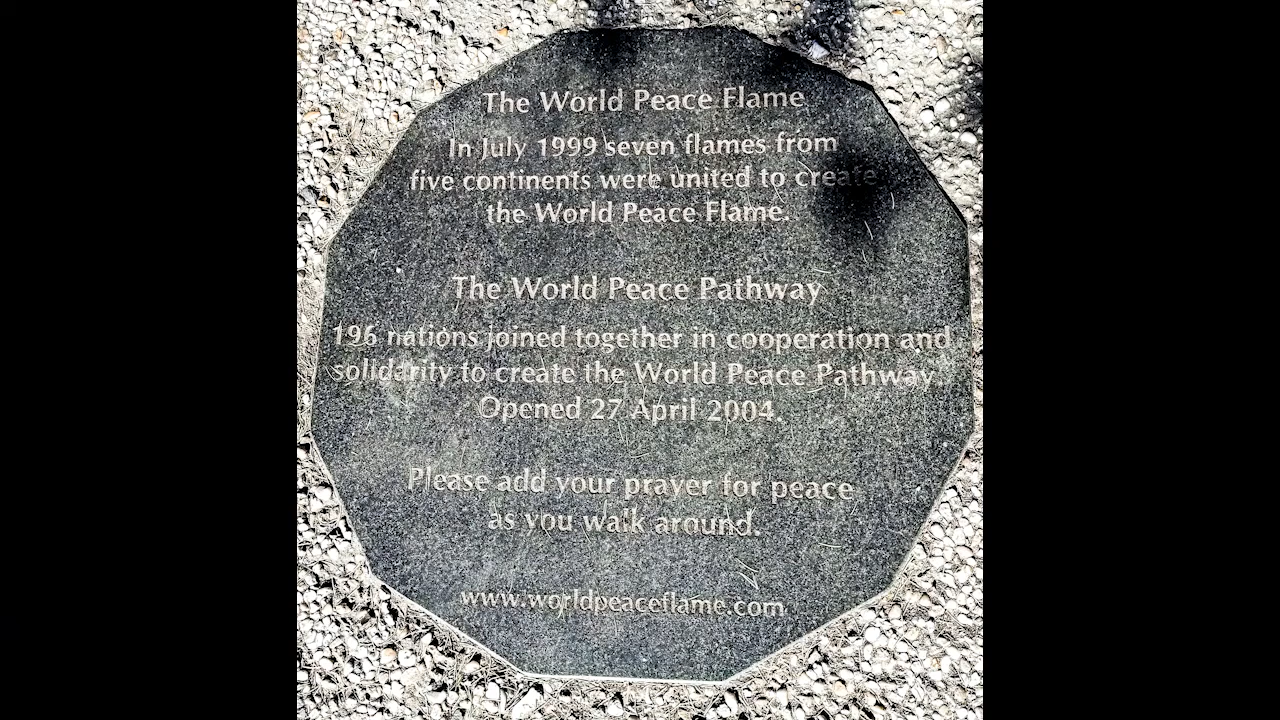 The World Peace Flame
In July 1999 seven flames from
five continents were united to create
the World Peace Flame.
The World Peace Pathway
196 nations joined together in cooperation and
solidarity to create the World Peace Pathway.
Opened 27 April 2004.
Please add your prayer for peace
as you walk around.
www.worldpeaceflame.com